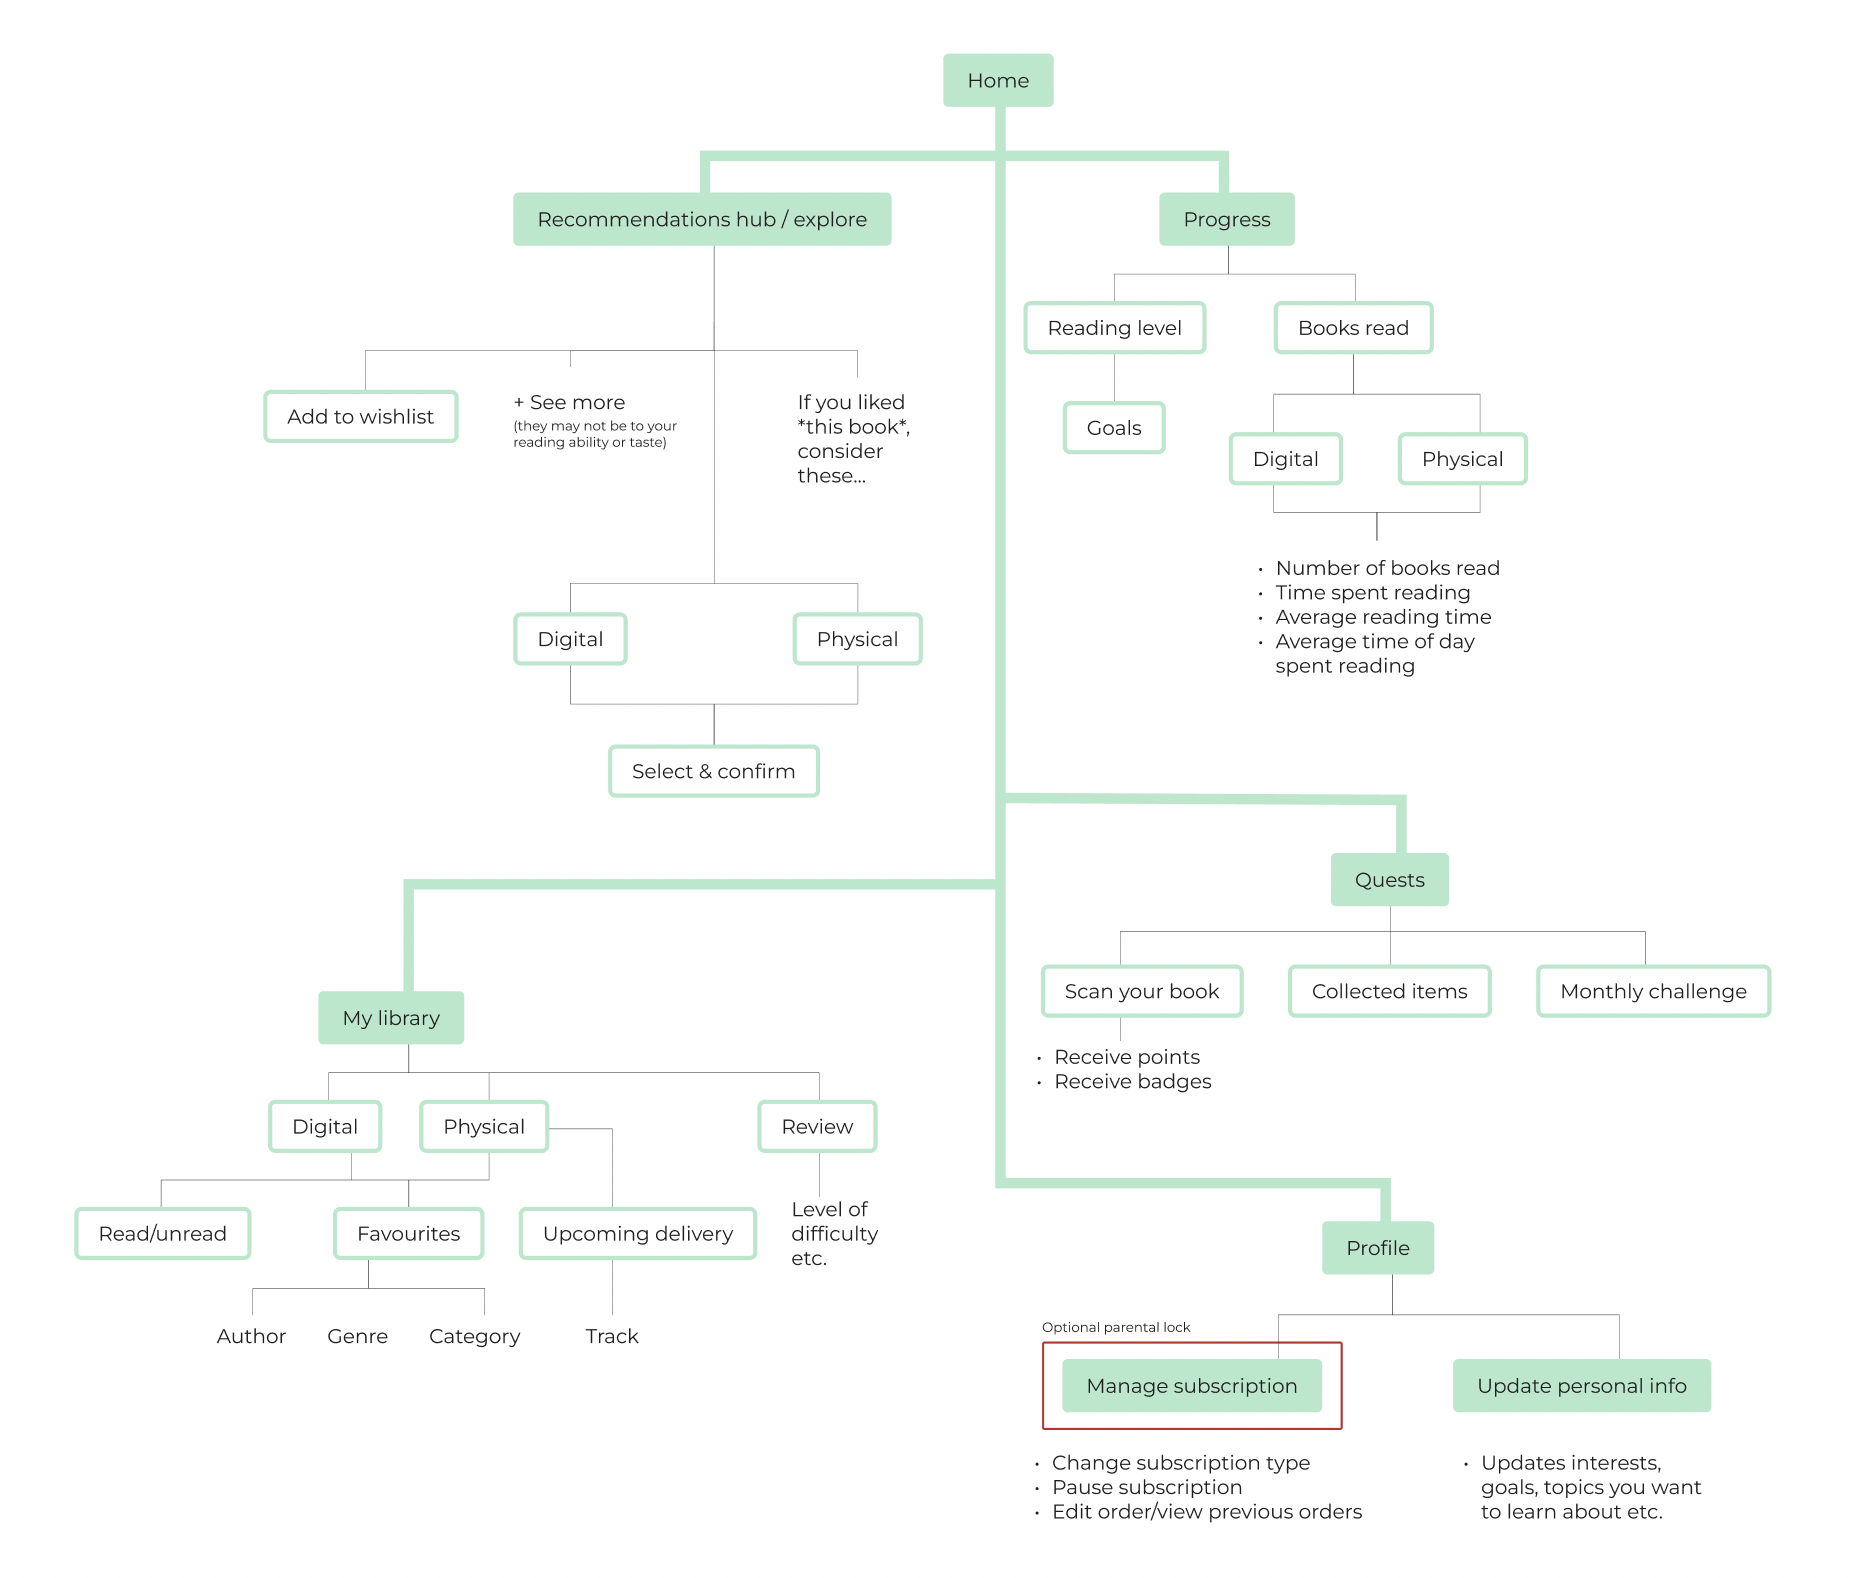 Home
Recommendations hub / explore
Progress
Reading level
Books read
Add to wishlist
+ See more
(they may not be to your
reading ability or taste)
If you liked
*this book*,
consider
these...
Goals
Digital
Physical
Number of books read
Time spent reading
Average reading time
Average time of day
spent reading
Digital
Physical
Select & confirm
Quests
Scan your book
Collected items
Monthly challenge
• Receive points
• Receive badges
My library
Digital
Physical
Review
Read/unread
Favourites
Upcoming delivery
Level of
difficulty
etc.
Author
Genre
Category
Track
Profile
Optional parental lock
Manage subscription
Update personal info
• Change subscription type
• Pause subscription
• Edit order/view previous orders
• Updates interests,
goals, topics you want
to learn about etc.